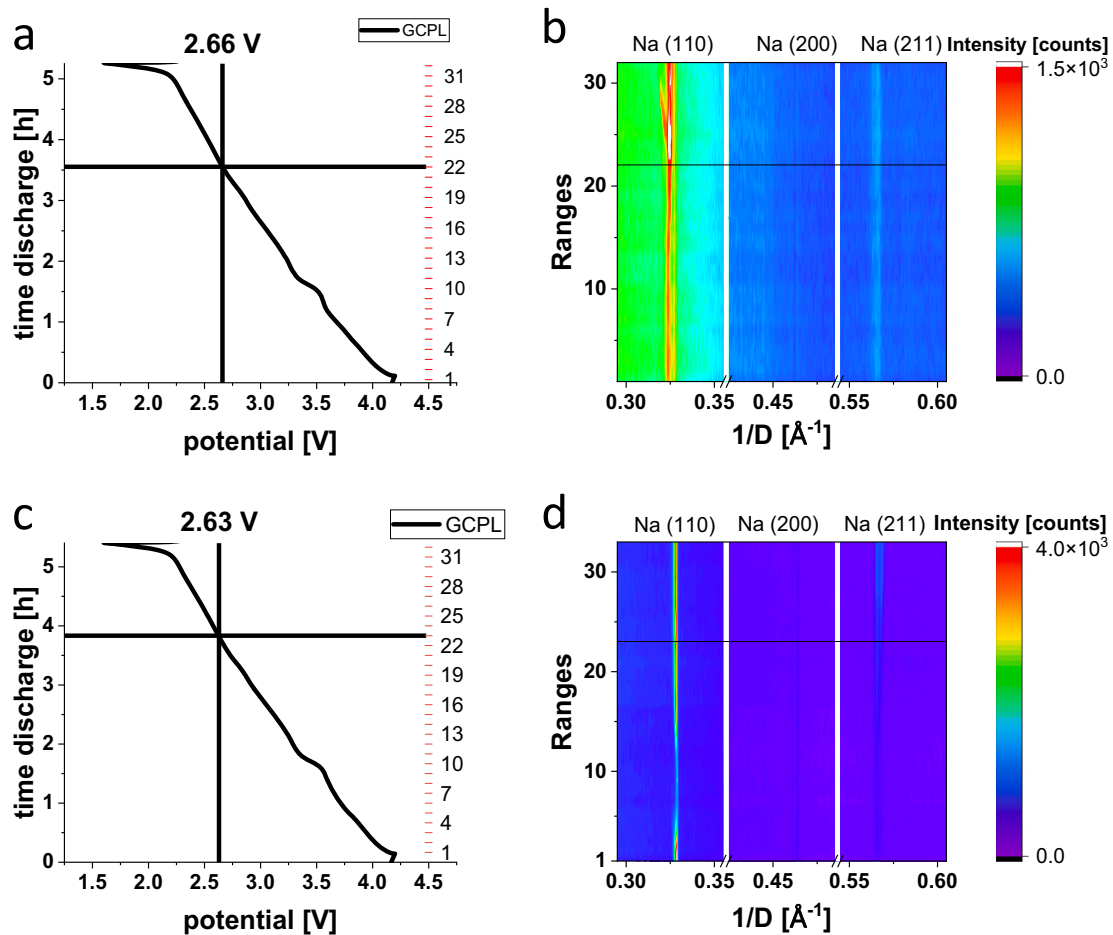 a
2.66 V
GCPL
time discharge [h]
5
4
3
2
1
0
31
28
25
22
19
16
13
10
7
4
1
1.5 2.0 2.5 3.0 3.5 4.0 4.5
potential [V]
b
Na (110) Na (200) Na (211) Intensity [counts]
1.5×10³
0.0
Ranges
30
20
10
0.30 0.35 0.45 0.55 0.60
1/D [Å⁻¹]
c
2.63 V
GCPL
time discharge [h]
5
4
3
2
1
0
31
28
25
22
19
16
13
10
7
4
1
1.5 2.0 2.5 3.0 3.5 4.0 4.5
potential [V]
d
Na (110) Na (200) Na (211) Intensity [counts]
4.0×10³
0.0
Ranges
30
20
10
1
0.30 0.35 0.45 0.55 0.60
1/D [Å⁻¹]